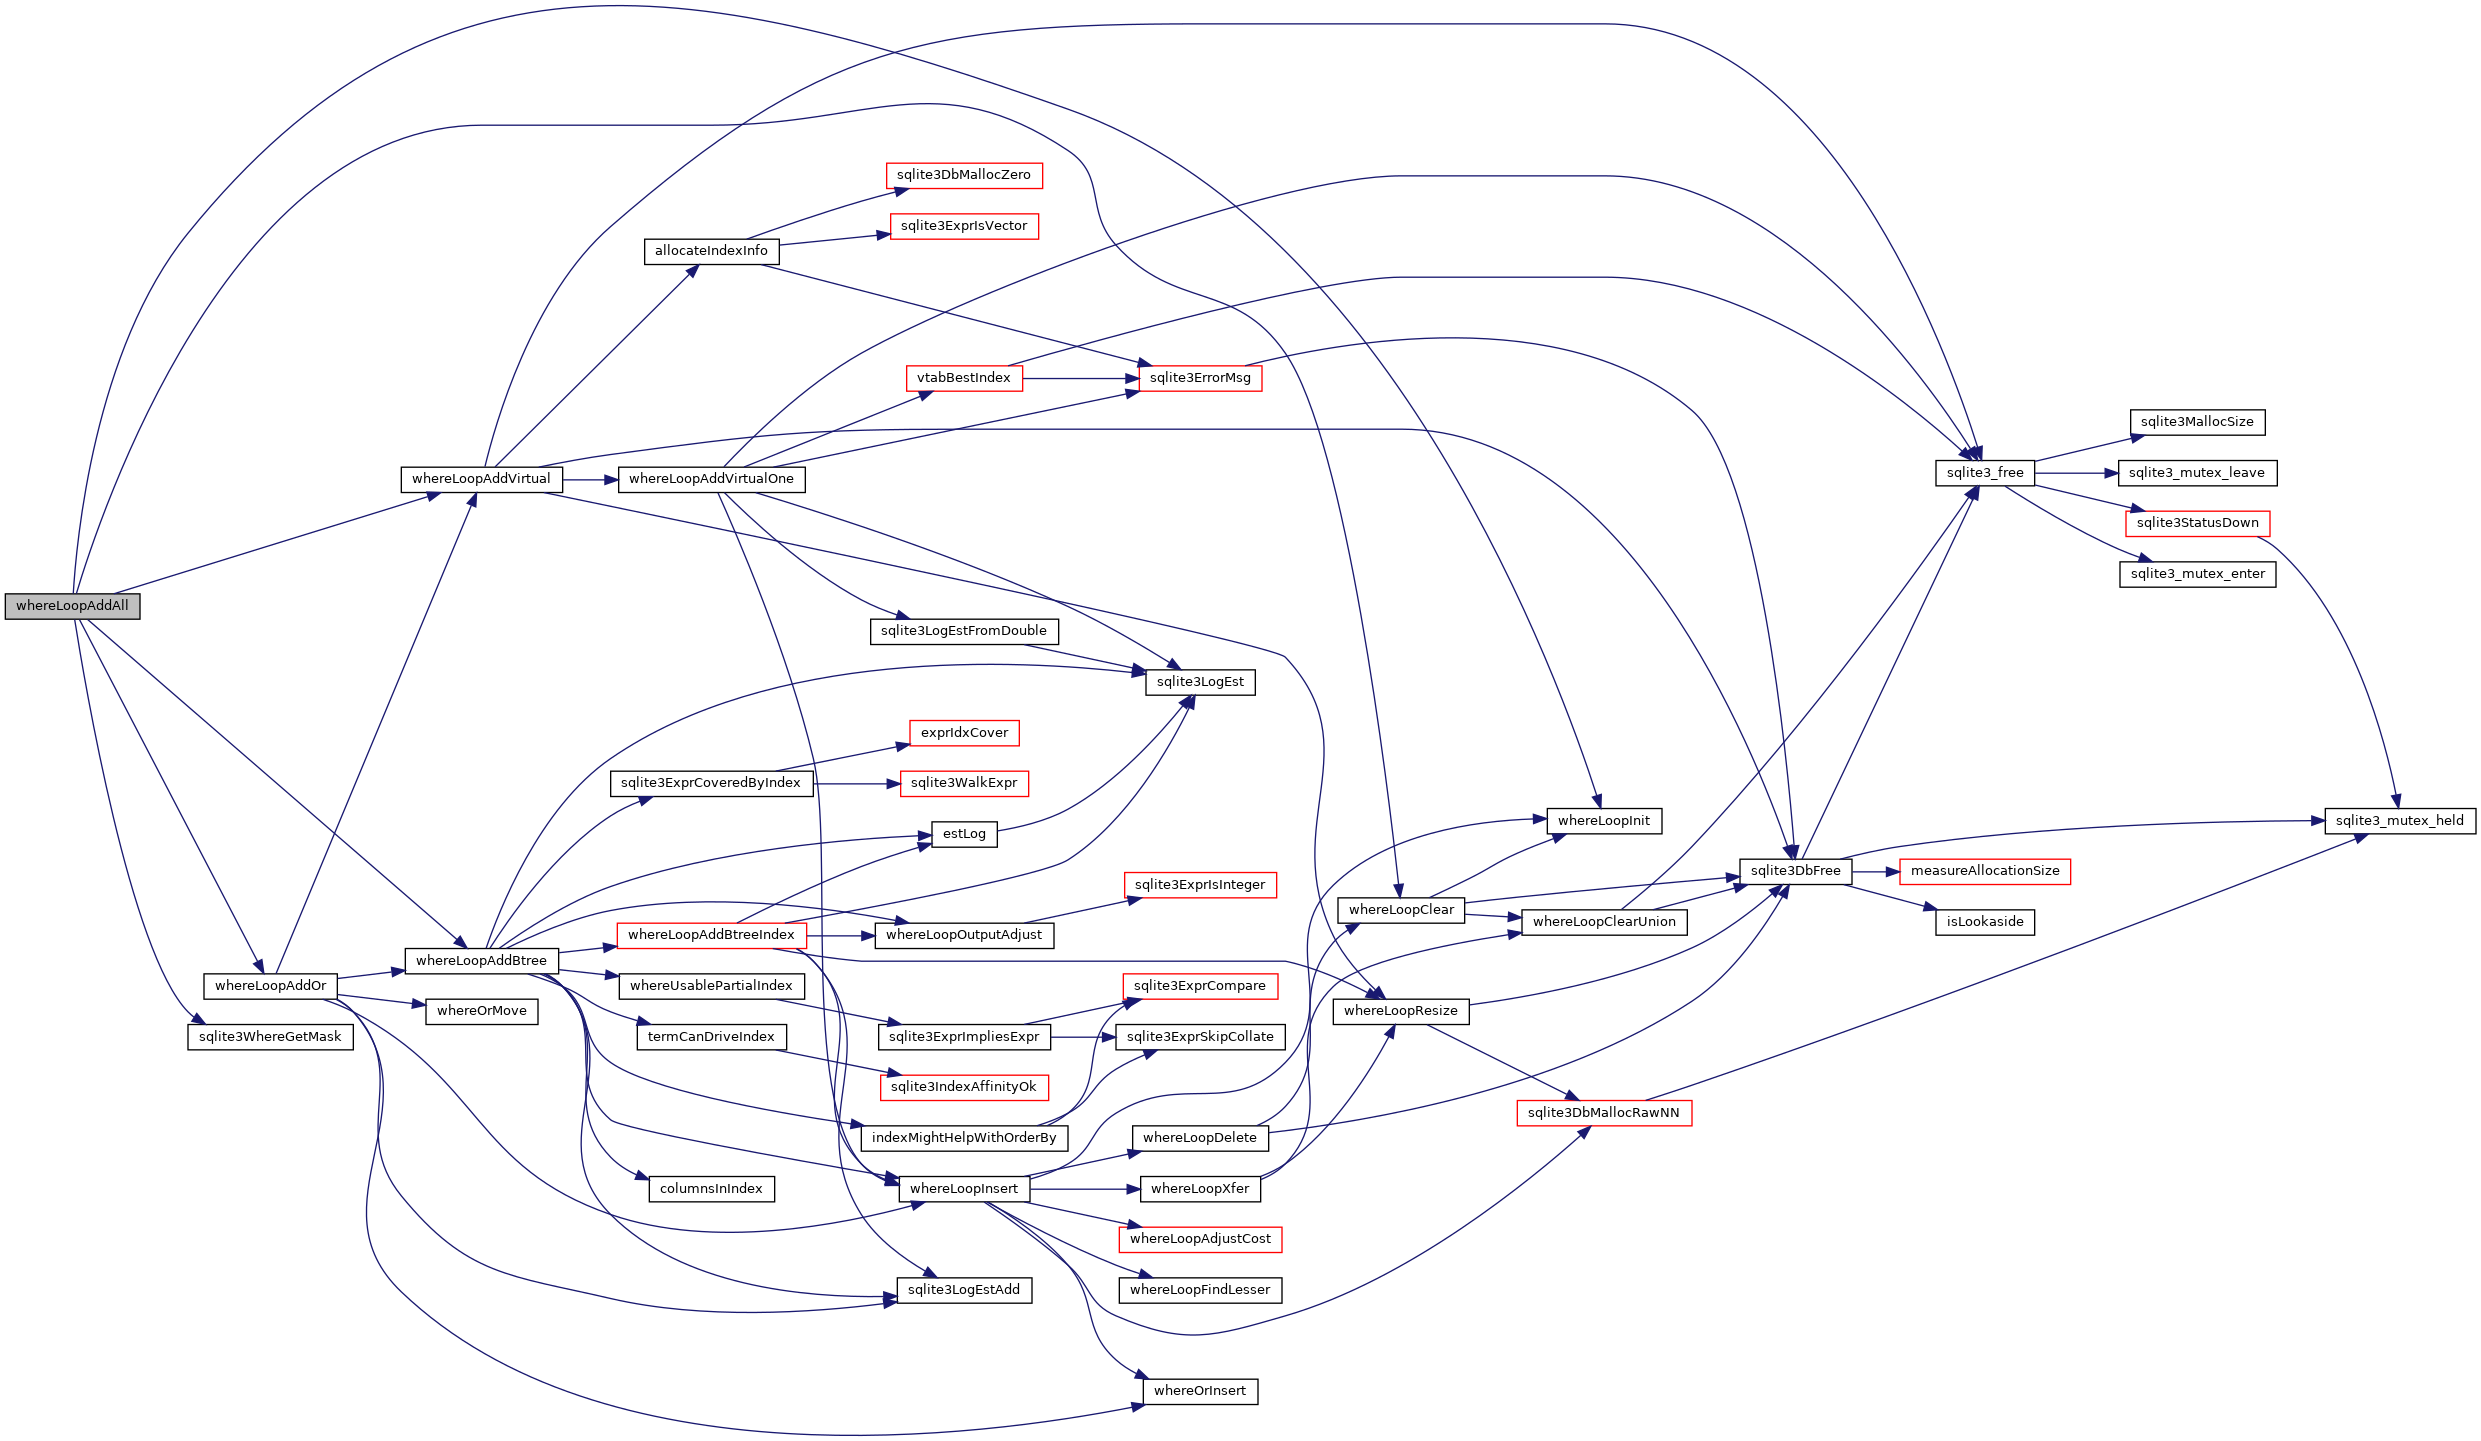 sqlite3DbMallocZero
sqlite3ExprIsVector
allocateIndexInfo
vtabBestIndex
sqlite3ErrorMsg
sqlite3MallocSize
whereLoopAddVirtual
whereLoopAddVirtualOne
sqlite3_free
sqlite3_mutex_leave
sqlite3StatusDown
sqlite3_mutex_enter
whereLoopAddAll
sqlite3LogEstFromDouble
sqlite3LogEst
exprIdxCover
sqlite3ExprCoveredByIndex
sqlite3WalkExpr
estLog
whereLoopInit
sqlite3_mutex_held
sqlite3DbFree
measureAllocationSize
sqlite3ExprIsInteger
whereLoopClear
whereLoopClearUnion
isLookaside
whereLoopAddBtreeIndex
whereLoopOutputAdjust
whereLoopAddBtree
whereLoopAddOr
whereUsablePartialIndex
sqlite3ExprCompare
whereOrMove
whereLoopResize
sqlite3WhereGetMask
termCanDriveIndex
sqlite3ExprImpliesExpr
sqlite3ExprSkipCollate
sqlite3IndexAffinityOk
sqlite3DbMallocRawNN
indexMightHelpWithOrderBy
whereLoopDelete
columnsInIndex
whereLoopInsert
whereLoopXfer
whereLoopAdjustCost
sqlite3LogEstAdd
whereLoopFindLesser
whereOrInsert